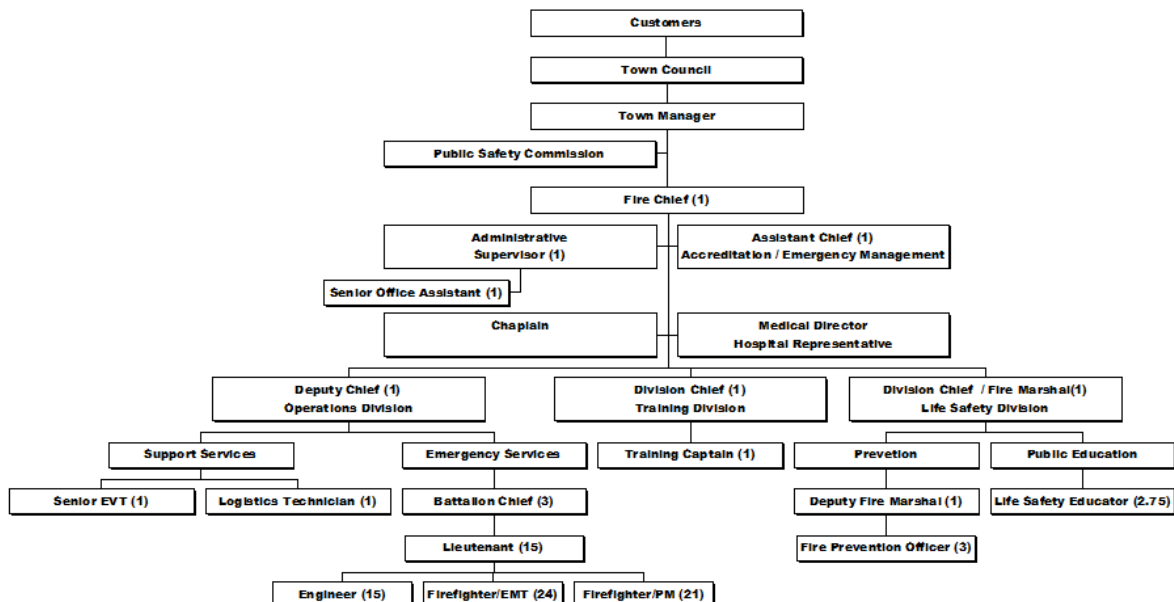 Customers
Town Council
Town Manager
Public Safety Commission
Fire Chief (1)
Administrative
Supervisor (1)
Assistant Chief (1)
Accreditation / Emergency Management
Senior Office Assistant (1)
Chaplain
Medical Director
Hospital Representative
Deputy Chief (1)
Operations Division
Division Chief (1)
Training Division
Division Chief / Fire Marshal(1)
Life Safety Division
Support Services
Emergency Services
Training Captain (1)
Prevetion
Public Education
Senior EVT (1)
Logistics Technician (1)
Battalion Chief (3)
Deputy Fire Marshal (1)
Life Safety Educator (2.75)
Lieutenant (15)
Fire Prevention Officer (3)
Engineer (15)
Firefighter/EMT (24)
Firefighter/PM (21)